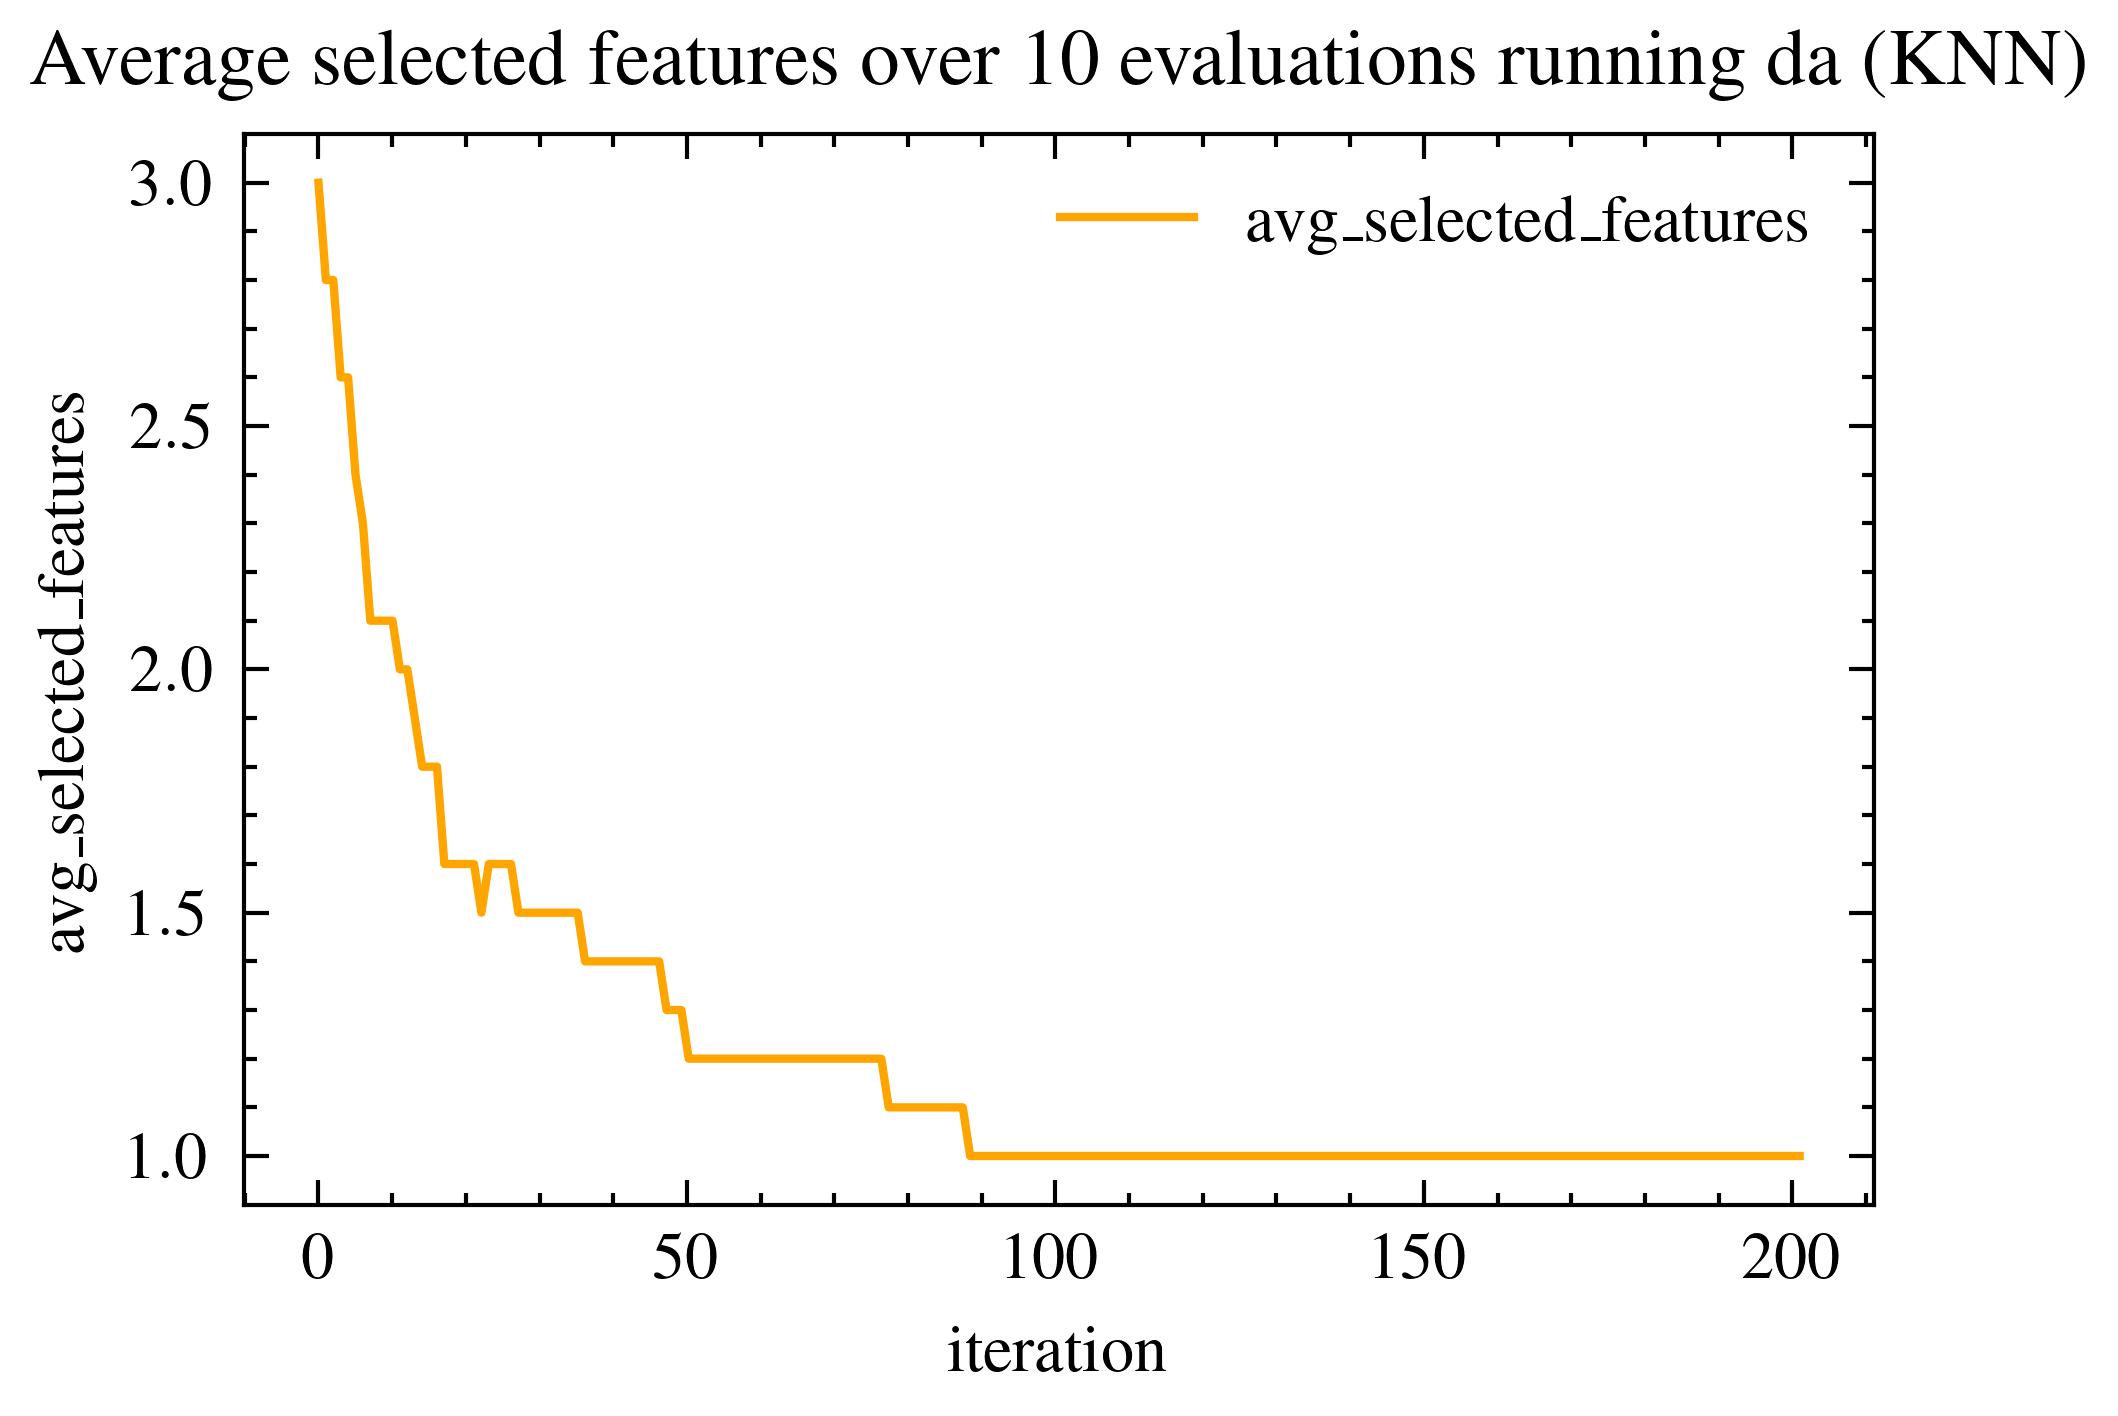 Average selected features over 10 evaluations running da (KNN)
avg_selected_features
3.0
2.5
2.0
1.5
1.0
avg_selected_features
0 50 100 150 200
iteration